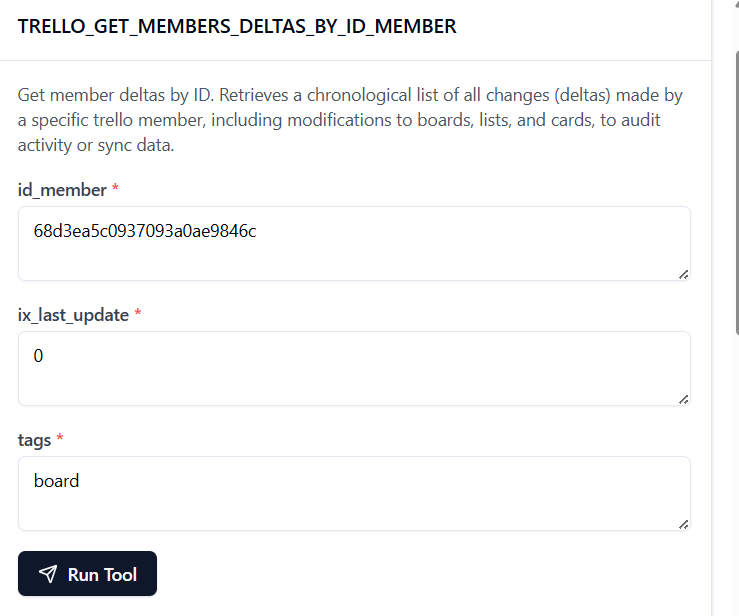 TRELLO_GET_MEMBERS_DELTAS_BY_ID_MEMBER
Get member deltas by ID. Retrieves a chronological list of all changes (deltas) made by
a specific trello member, including modifications to boards, lists, and cards, to audit
activity or sync data.
id_member *
68d3ea5c0937093a0ae9846c
ix_last_update *
0
tags *
board
Run Tool